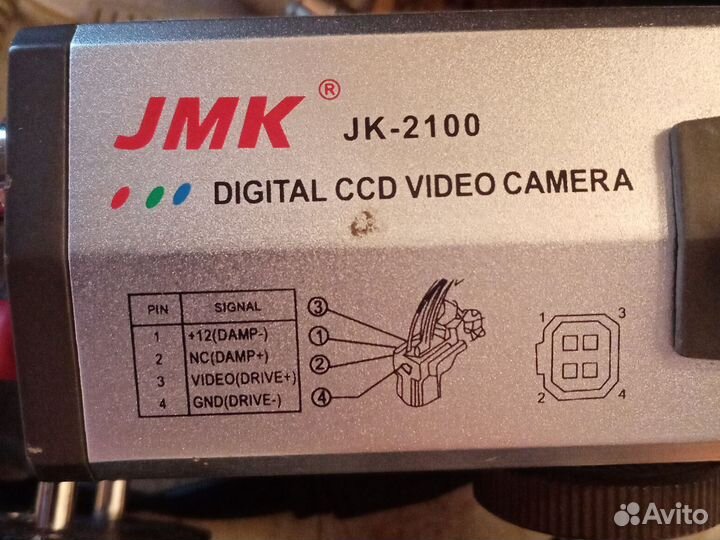 JMK®
JK-2100
DIGITAL CCD VIDEO CAMERA
PIN SIGNAL
1 +12(DAMP-)
2 NC(DAMP+)
3 VIDEO(DRIVE+)
4 GND(DRIVE-)
3
1
2
4
1 3
2 4
Avito